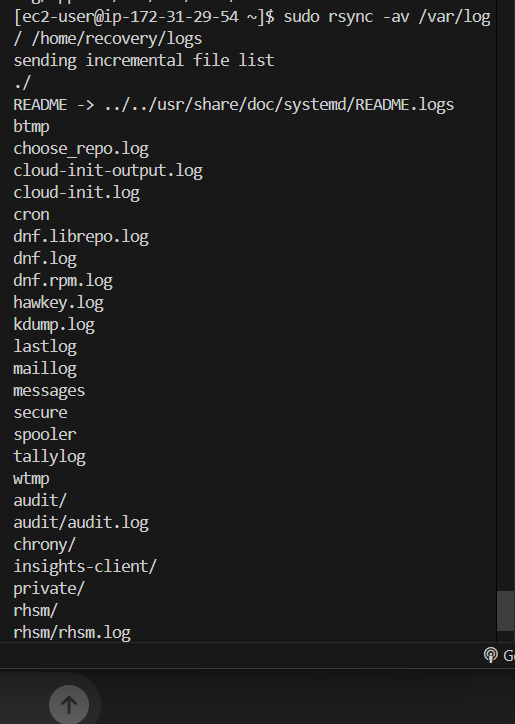 [ec2-user@ip-172-31-29-54 ~]$ sudo rsync -av /var/log
/ /home/recovery/logs
sending incremental file list
./
README -> ../../usr/share/doc/systemd/README.logs
btmp
choose_repo.log
cloud-init-output.log
cloud-init.log
cron
dnf.librepo.log
dnf.log
dnf.rpm.log
hawkey.log
kdump.log
lastlog
maillog
messages
secure
spooler
tallylog
wtmp
audit/
audit/audit.log
chrony/
insights-client/
private/
rhsm/
rhsm/rhsm.log